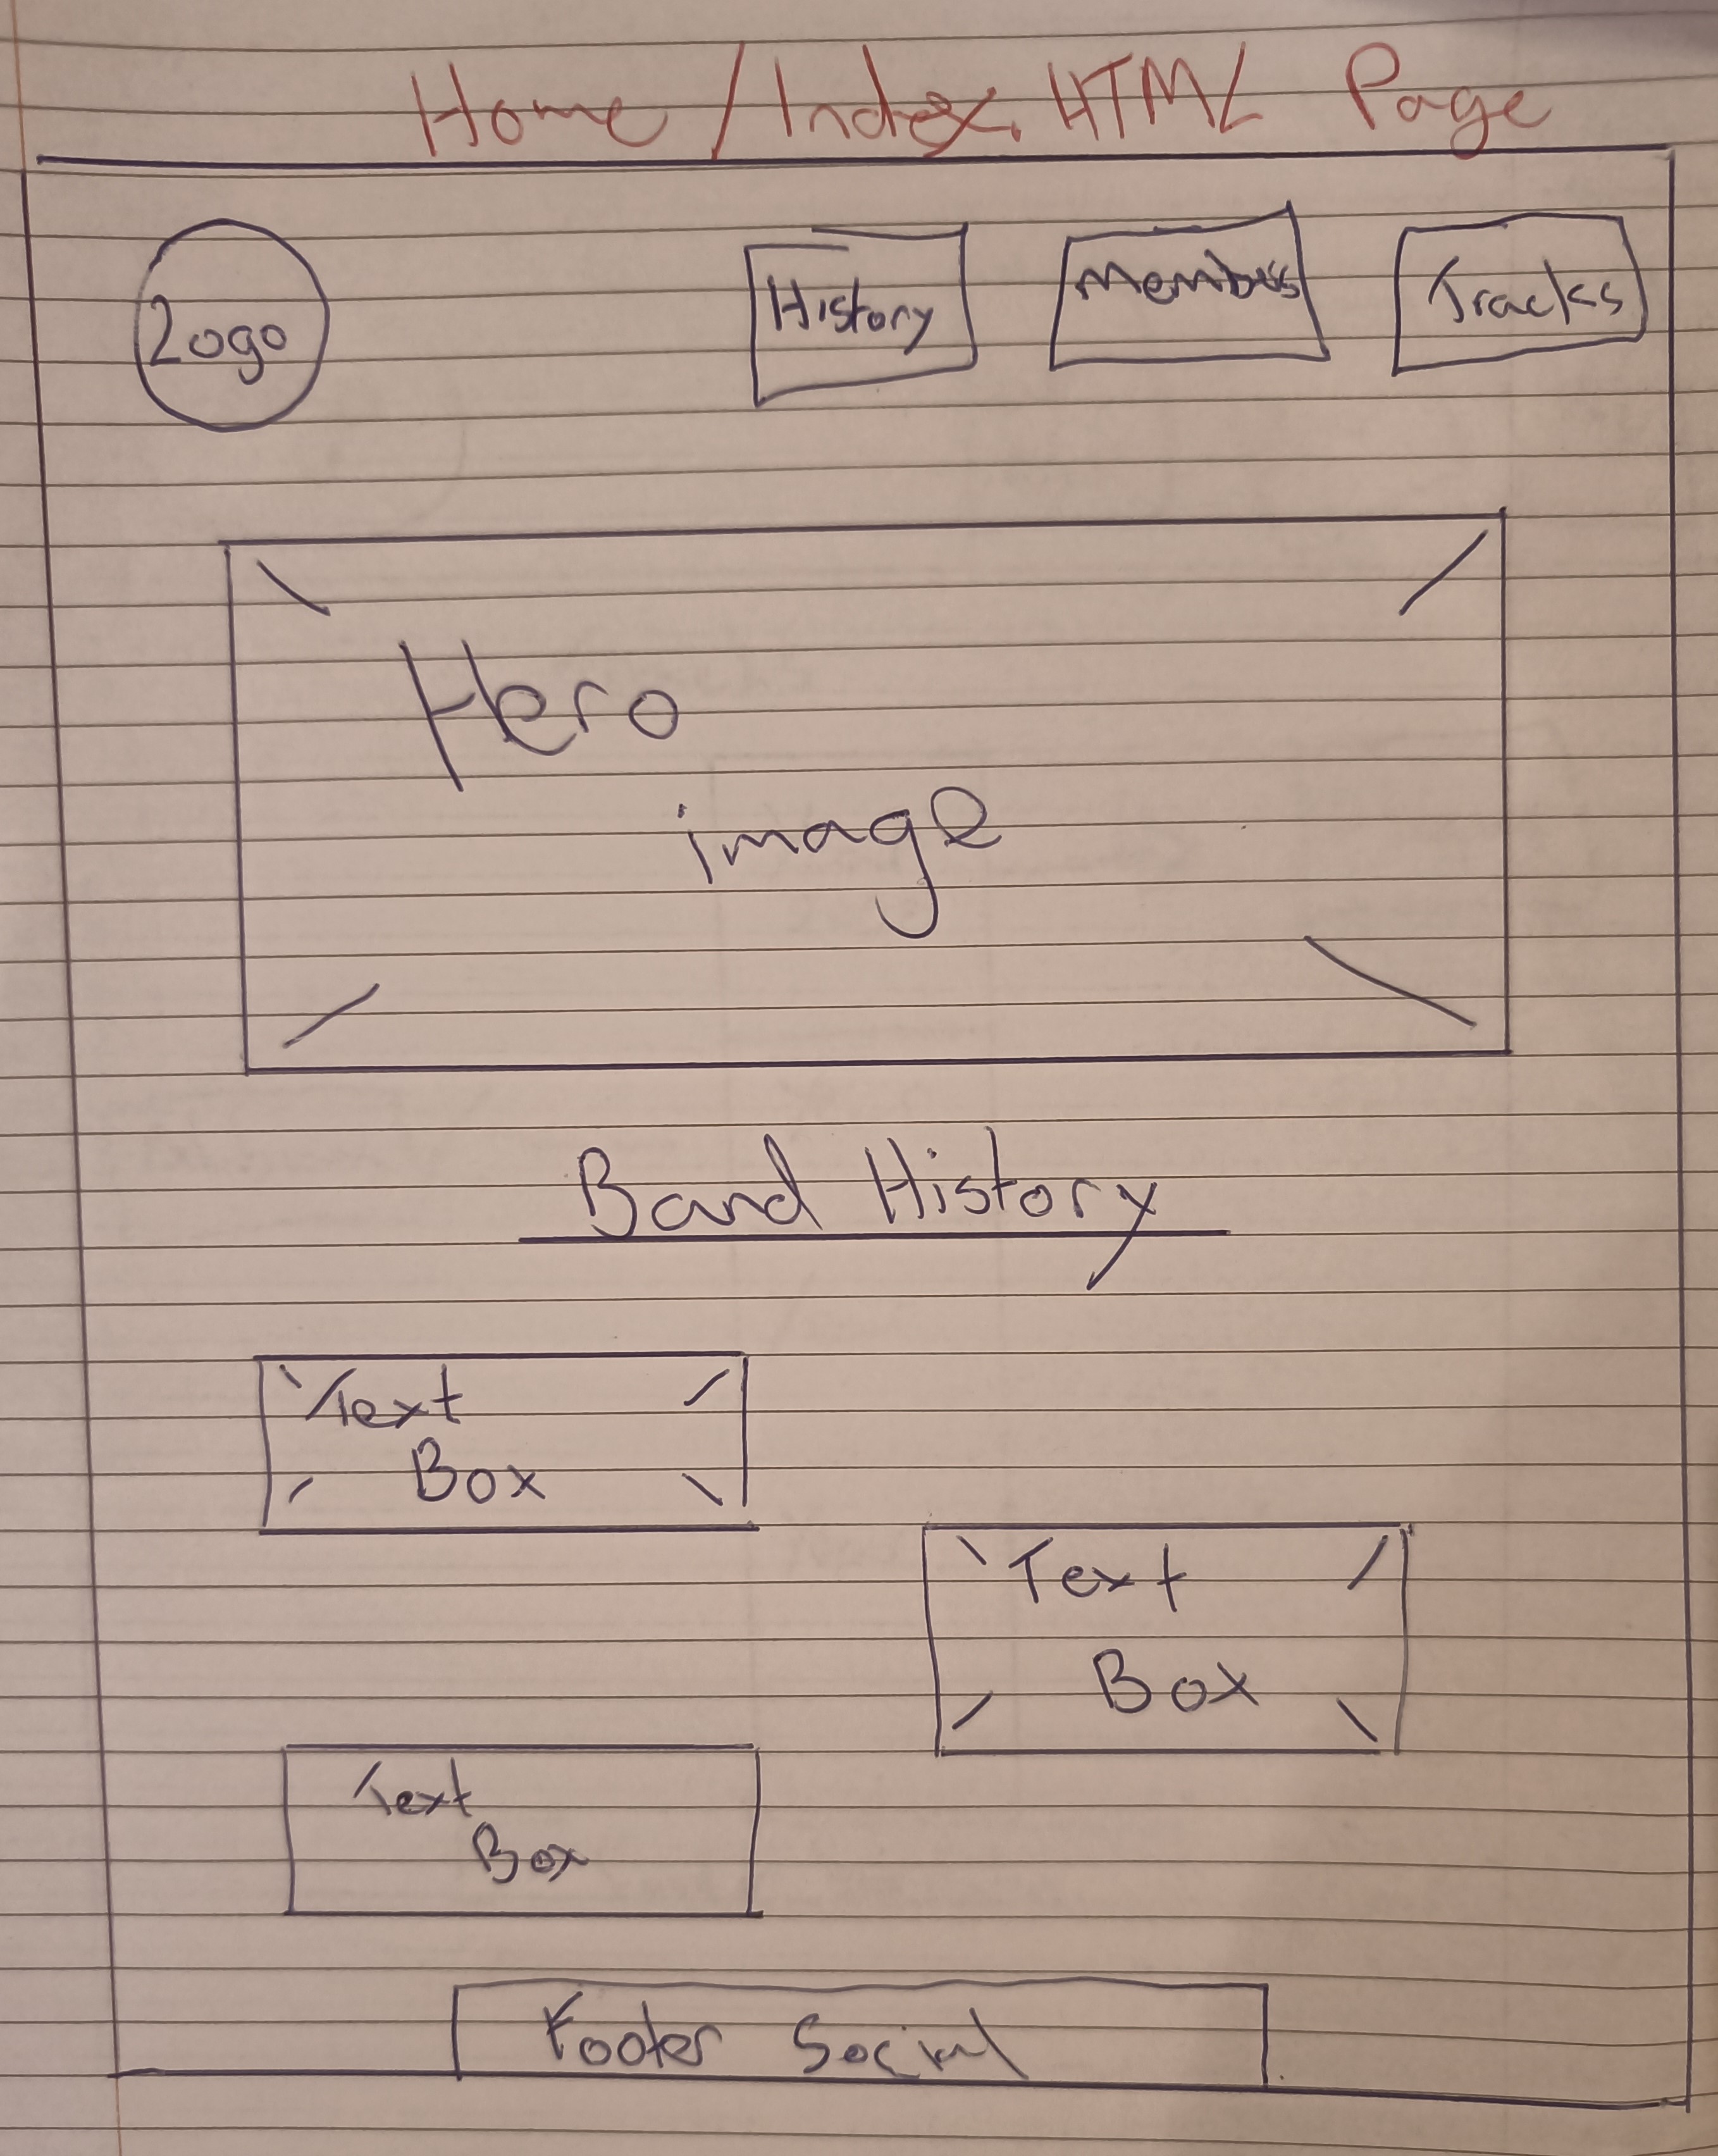 Home / Index. HTML Page
Logo
History
Members
Tracks
Hero
image
Band History
Text
Box
Text
Box
Text
Box
Footer Social